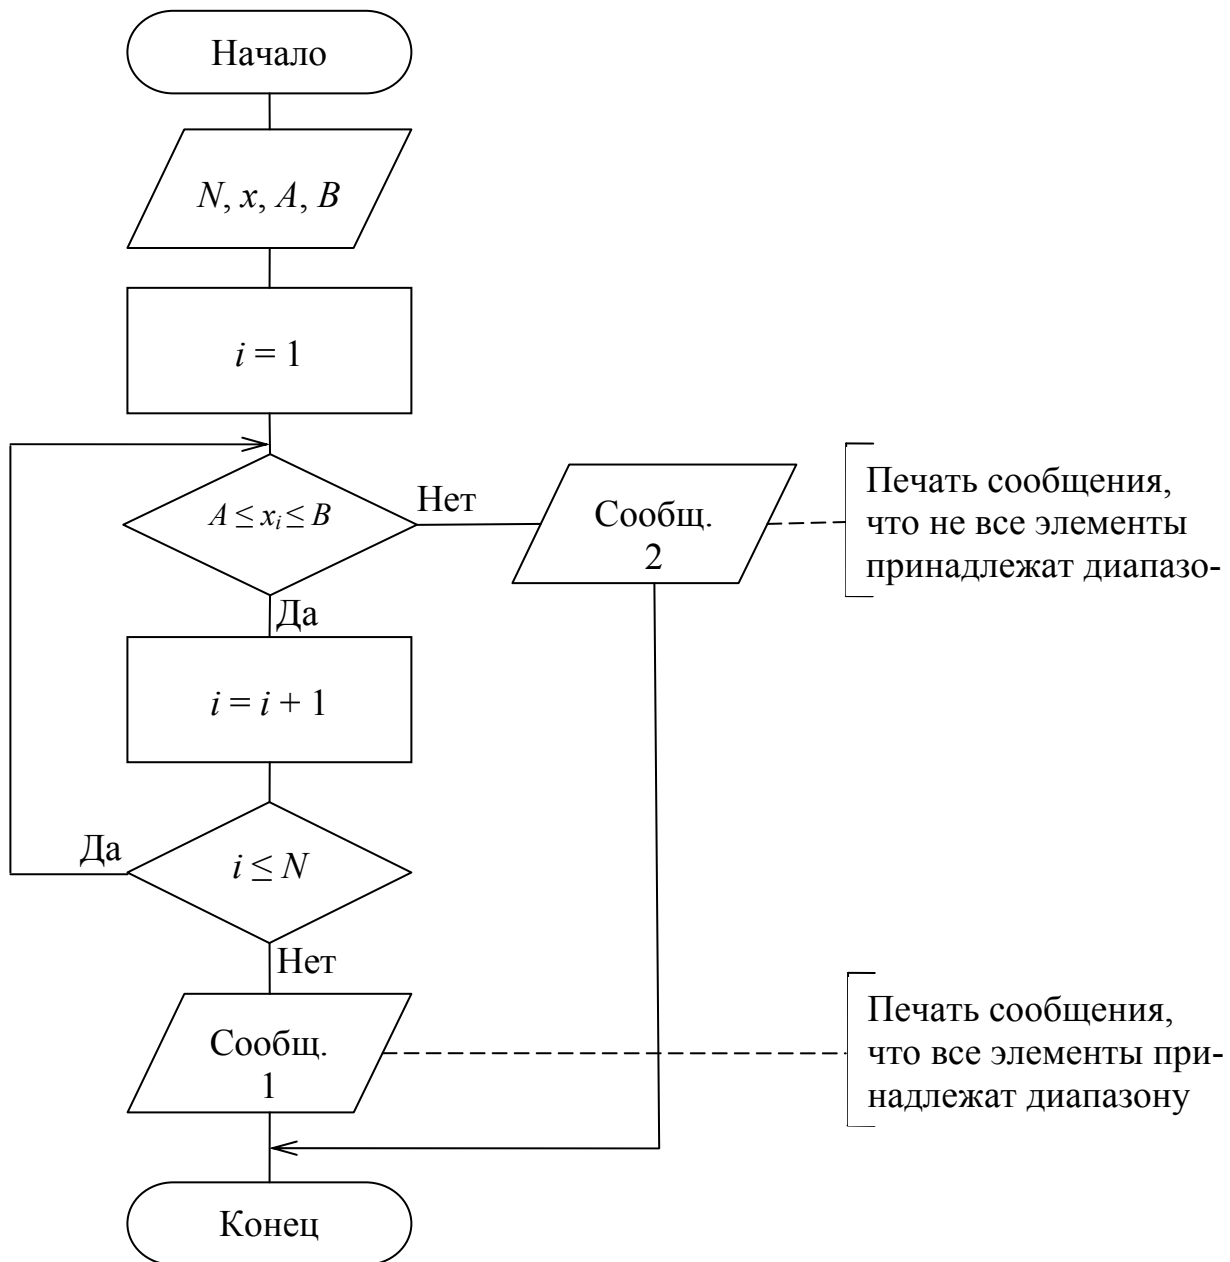 Начало
N, x, A, B
i = 1
A ≤ xᵢ ≤ B
Нет
Сообщ.
2
Печать сообщения,
что не все элементы
принадлежат диапазо-
Да
i = i + 1
Да
i ≤ N
Нет
Сообщ.
1
Печать сообщения,
что все элементы при-
надлежат диапазону
Конец